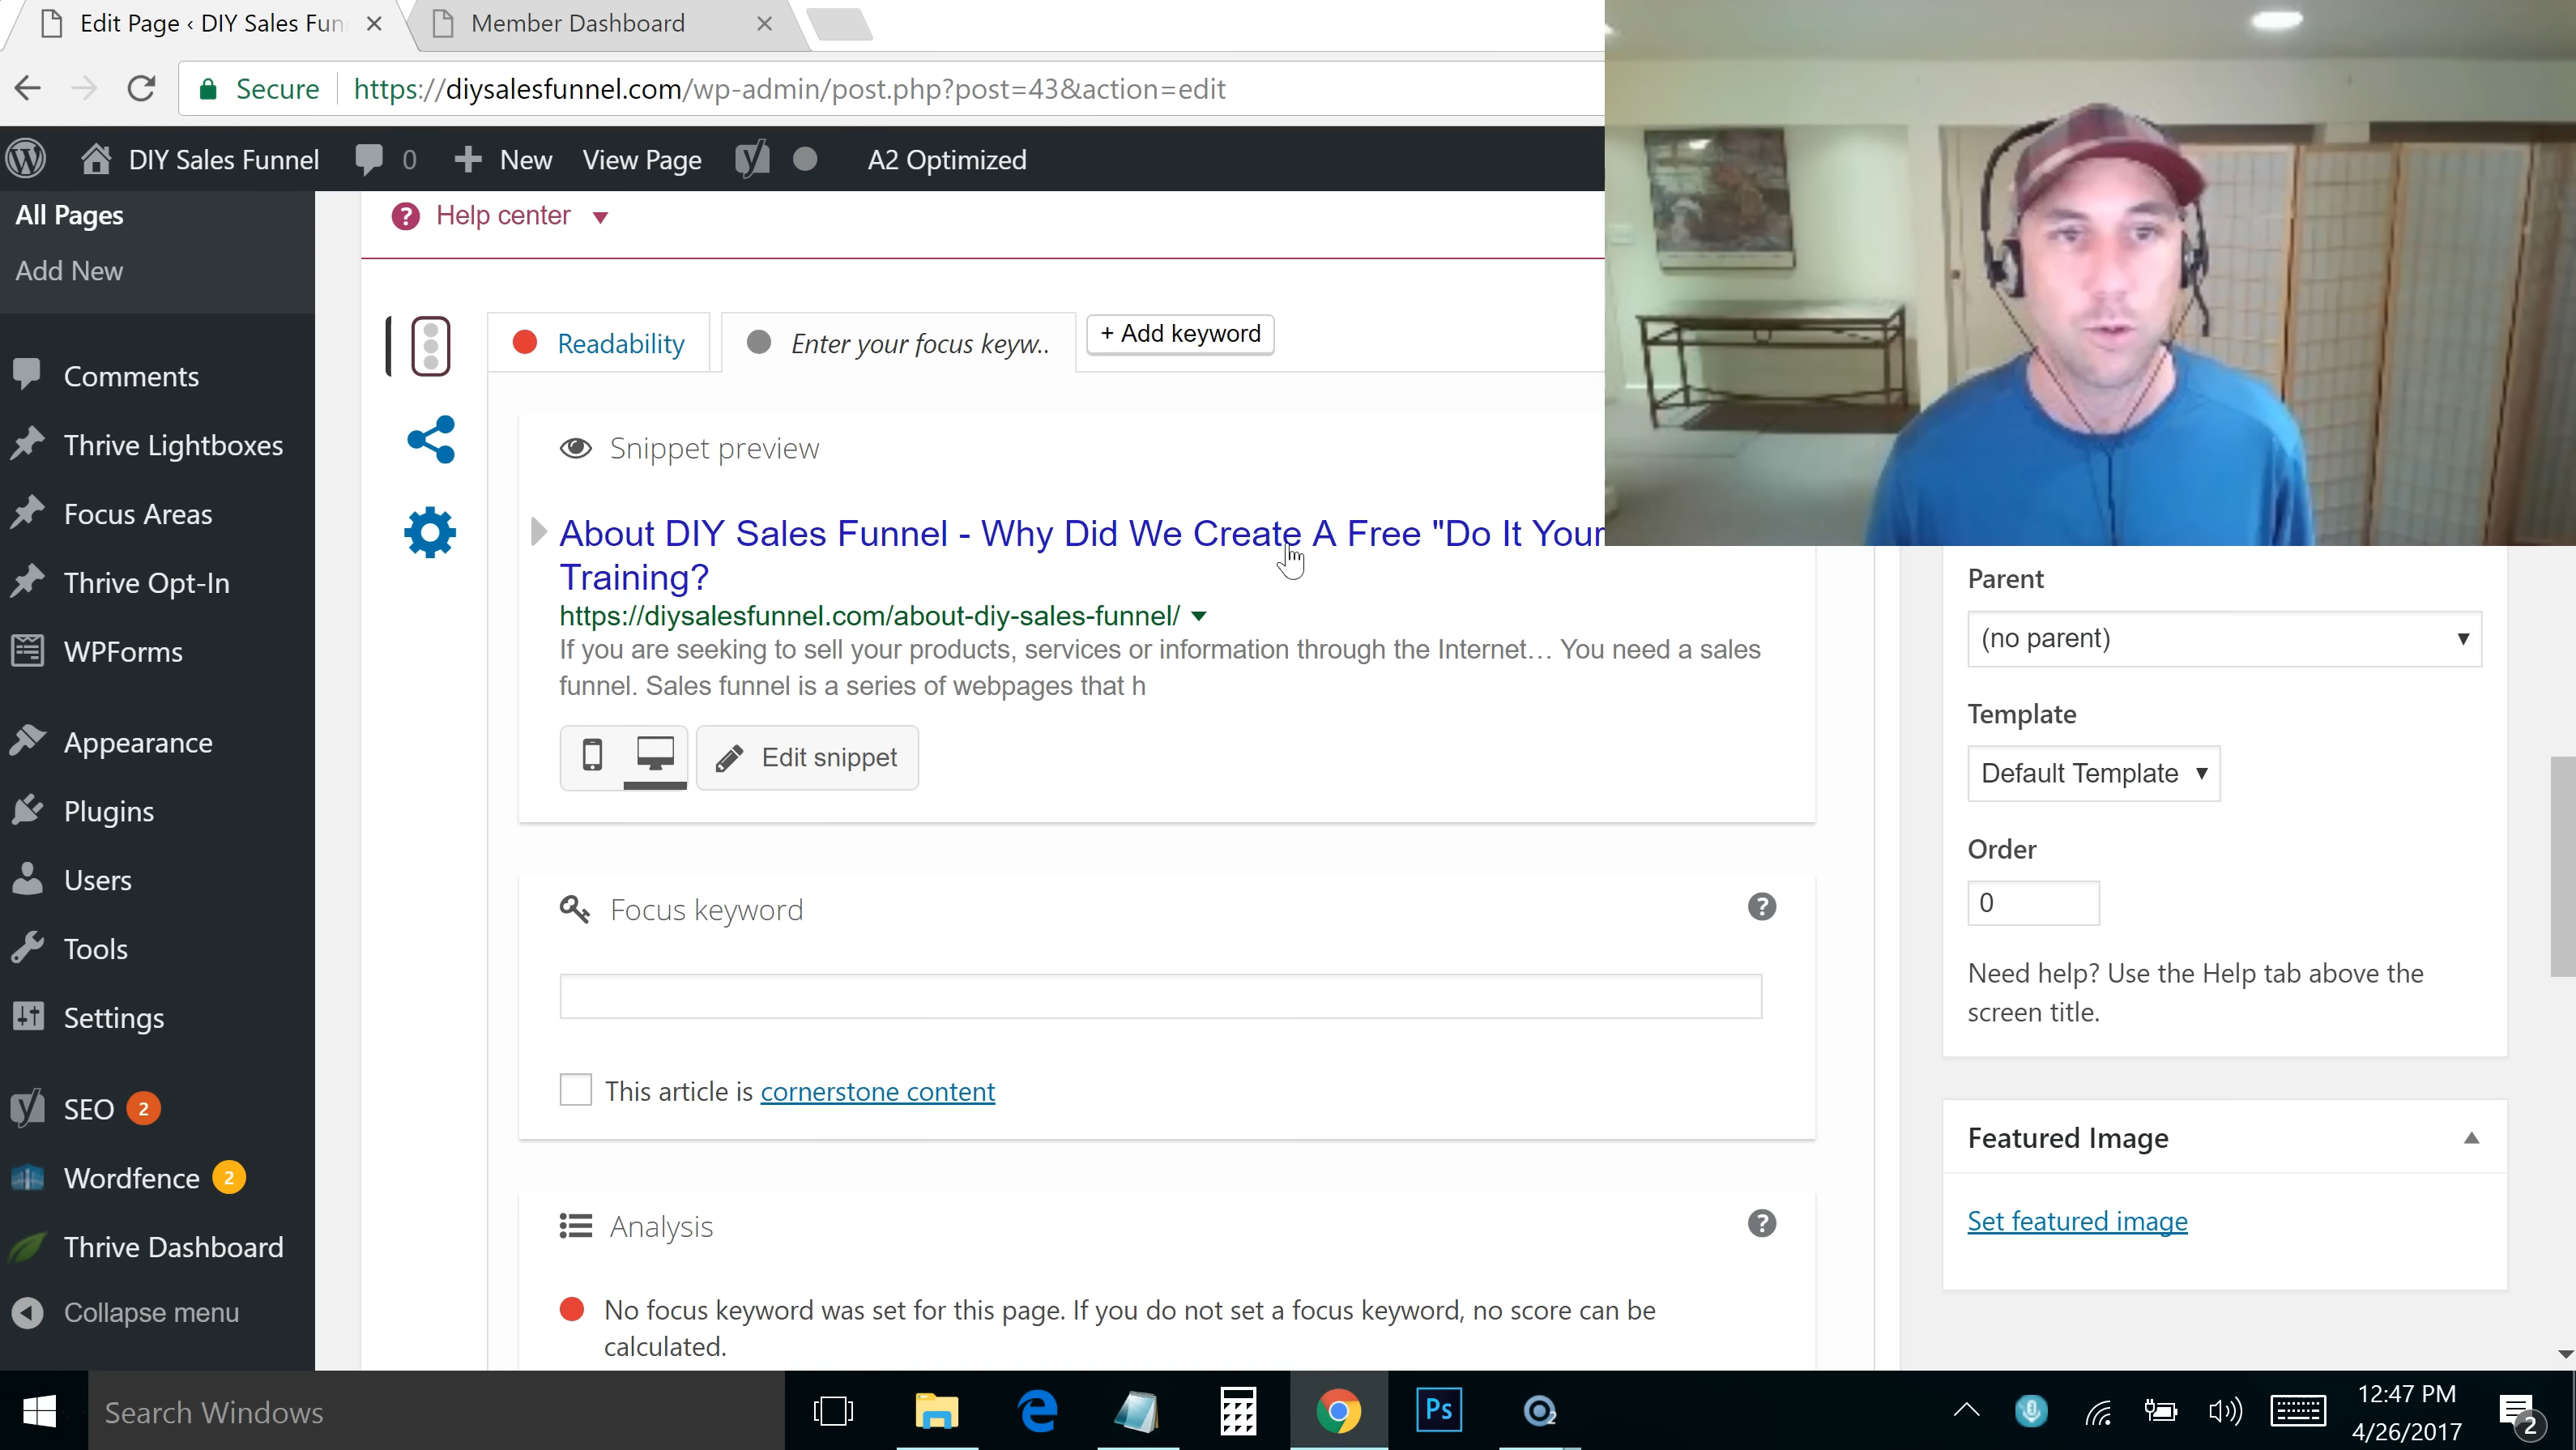 Edit Page ‹ DIY Sales Fun
Member Dashboard
Secure
https://diysalesfunnel.com/wp-admin/post.php?post=43&action=edit
DIY Sales Funnel
0
New
View Page
A2 Optimized
All Pages
Add New
Comments
Thrive Lightboxes
Focus Areas
Thrive Opt-In
WPForms
Appearance
Plugins
Users
Tools
Settings
SEO 2
Wordfence 2
Thrive Dashboard
Collapse menu
Help center
Readability
Enter your focus keyw..
+ Add keyword
Snippet preview
About DIY Sales Funnel - Why Did We Create A Free "Do It Your
Training?
https://diysalesfunnel.com/about-diy-sales-funnel/
If you are seeking to sell your products, services or information through the Internet… You need a sales
funnel. Sales funnel is a series of webpages that h
Edit snippet
Focus keyword
This article is cornerstone content
Analysis
No focus keyword was set for this page. If you do not set a focus keyword, no score can be
calculated.
Parent
(no parent)
Template
Default Template
Order
0
Need help? Use the Help tab above the
screen title.
Featured Image
Set featured image
Search Windows
Ps
12:47 PM
4/26/2017
2